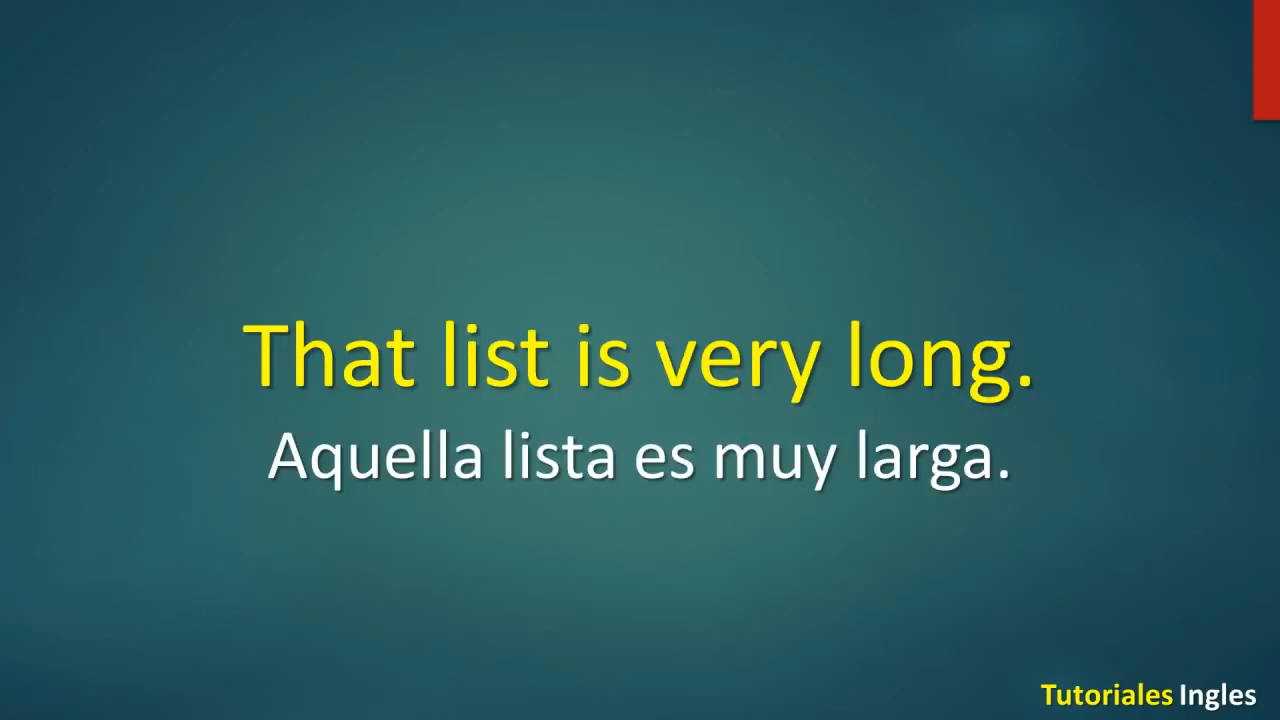 That list is very long.
Aquella lista es muy larga.
Tutoriales Ingles